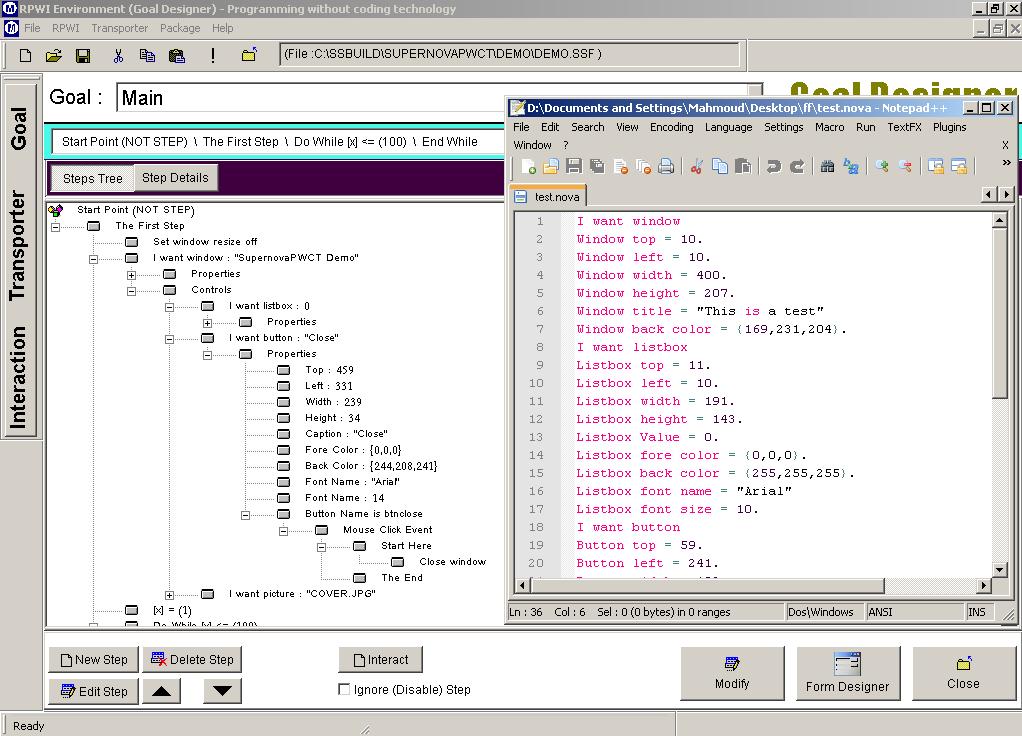 RPWI Environment (Goal Designer) - Programming without coding technology
File RPWI Transporter Package Help
(File :C:\SSBUILD\SUPERNOVAPWCT\DEMO\DEMO.SSF )
Goal : Main
Goal Designer
Start Point (NOT STEP) \ The First Step \ Do While [x] <= (100) \ End While
Steps Tree Step Details
Goal
Transporter
Interaction
Start Point (NOT STEP)
The First Step
Set window resize off
I want window : "SupernovaPWCT Demo"
Properties
Controls
I want listbox : 0
Properties
I want button : "Close"
Properties
Top : 459
Left : 331
Width : 239
Height : 34
Caption : "Close"
Fore Color : {0,0,0}
Back Color : {244,208,241}
Font Name : "Arial"
Font Name : 14
Button Name is btnclose
Mouse Click Event
Start Here
Close window
The End
I want picture : "COVER.JPG"
[x] = (1)
Do While [x] <= (100)
D:\Documents and Settings\Mahmoud\Desktop\ff\test.nova - Notepad++
File Edit Search View Encoding Language Settings Macro Run TextFX Plugins
Window ? X
test.nova
1 I want window
2 Window top = 10.
3 Window left = 10.
4 Window width = 400.
5 Window height = 207.
6 Window title = "This is a test"
7 Window back color = {169,231,204}.
8 I want listbox
9 Listbox top = 11.
10 Listbox left = 10.
11 Listbox width = 191.
12 Listbox height = 143.
13 Listbox Value = 0.
14 Listbox fore color = {0,0,0}.
15 Listbox back color = {255,255,255}.
16 Listbox font name = "Arial"
17 Listbox font size = 10.
18 I want button
19 Button top = 59.
20 Button left = 241.
Ln : 36 Col : 6 Sel : 0 (0 bytes) in 0 ranges Dos\Windows ANSI INS
New Step Delete Step Interact
Edit Step Ignore (Disable) Step
Modify Form Designer Close
Ready